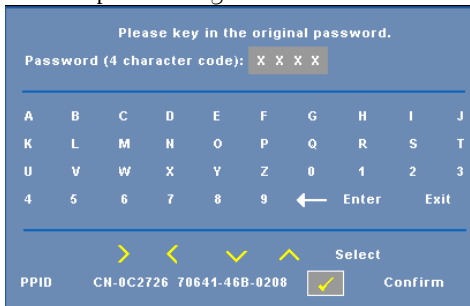 Please key in the original password.
Password (4 character code): X X X X
A B C D E F G H I J
K L M N O P Q R S T
U V W X Y Z 0 1 2 3
4 5 6 7 8 9 ← Enter Exit
> < ∨ ∧ Select
PPID CN-0C2726 70641-46B-0208 ✓ Confirm